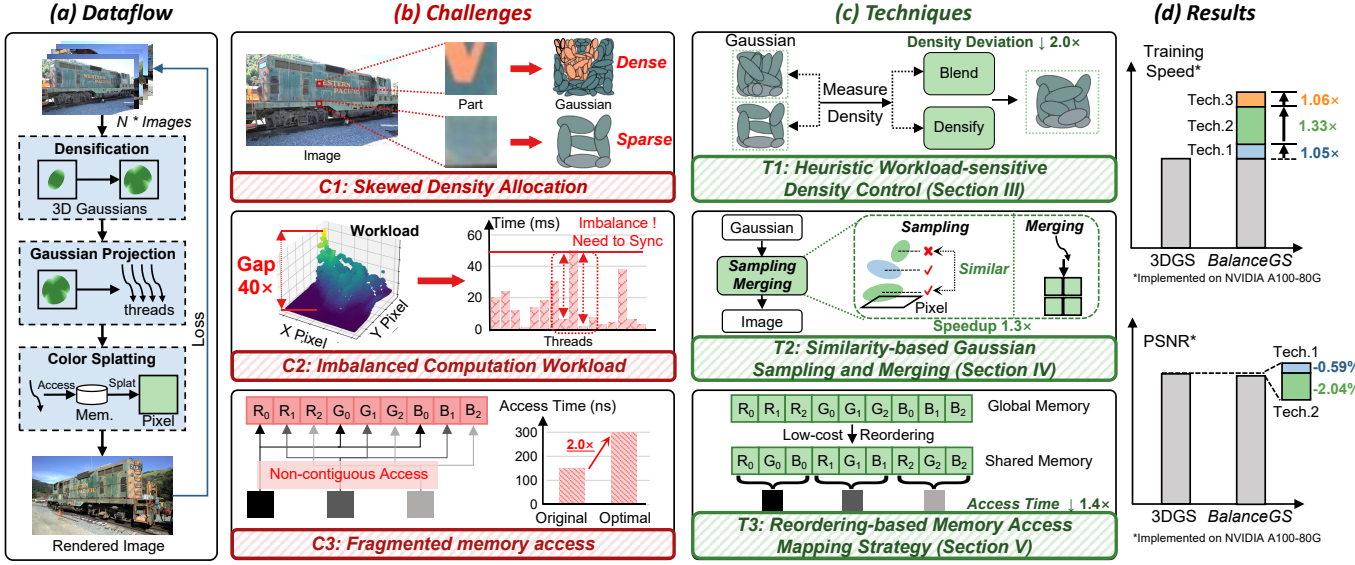 (a) Dataflow
N * Images
Densification
3D Gaussians
Gaussian Projection
threads
Color Splatting
Access
Splat
Mem.
Pixel
Loss
Rendered Image
(b) Challenges
WESTERN
PACIFIC
Image
Part
Gaussian
Dense
Sparse
C1: Skewed Density Allocation
Workload
Gap
40×
X Pixel
Y Pixel
Time (ms)
Imbalance !
Need to Sync
60
40
20
0
Threads
C2: Imbalanced Computation Workload
R0 R1 R2 G0 G1 G2 B0 B1 B2
Non-contiguous Access
Access Time (ns)
300
200
100
0
2.0×
Original Optimal
C3: Fragmented memory access
(c) Techniques
Gaussian
Density Deviation ↓ 2.0×
Measure
Density
Blend
Densify
T1: Heuristic Workload-sensitive
Density Control (Section III)
Gaussian
Sampling
Merging
Image
Sampling
Similar
Pixel
Merging
Speedup 1.3×
T2: Similarity-based Gaussian
Sampling and Merging (Section IV)
R0 R1 R2 G0 G1 G2 B0 B1 B2
Global Memory
Low-cost Reordering
R0 G0 B0 R1 G1 B1 R2 G2 B2
Shared Memory
Access Time ↓ 1.4×
T3: Reordering-based Memory Access
Mapping Strategy (Section V)
(d) Results
Training
Speed*
Tech.3
1.06×
Tech.2
1.33×
Tech.1
1.05×
3DGS BalanceGS
*Implemented on NVIDIA A100-80G
PSNR*
Tech.1
-0.59%
-2.04%
Tech.2
3DGS BalanceGS
*Implemented on NVIDIA A100-80G